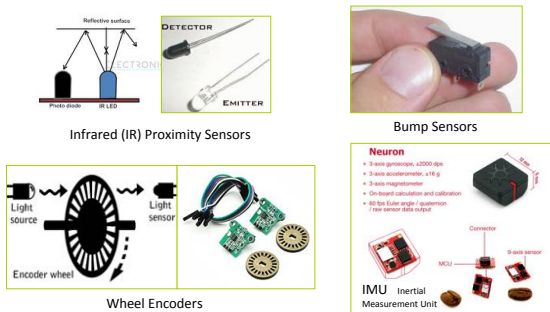 Reflective surface
Photo diode
IR LED
DETECTOR
EMITTER
Infrared (IR) Proximity Sensors
Bump Sensors
Light
source
Light
sensor
Encoder wheel
Wheel Encoders
Neuron
• 3-axis gyroscope, ±2000 dps
• 3-axis accelerometer, ±16 g
• 3-axis magnetometer
• On-board calculation and calibration
• 60 fps Euler angle / quaternion
/ raw sensor data output
Connector
MCU
9-axis sensor
IMU Inertial
Measurement Unit